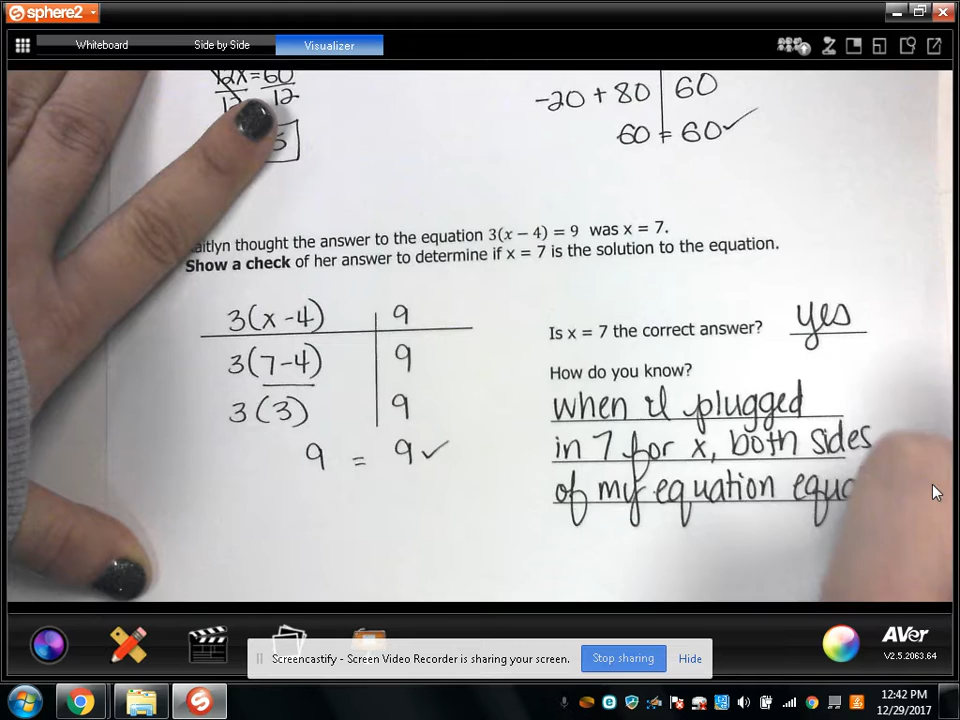 sphere2
Whiteboard Side by Side Visualizer
12x = 60
12 12
5
-20 + 80 | 60
60 = 60 ✓
aitlyn thought the answer to the equation 3(x − 4) = 9 was x = 7.
Show a check of her answer to determine if x = 7 is the solution to the equation.
3(x - 4) | 9
3(7-4) | 9
3(3) | 9
9 = 9 ✓
Is x = 7 the correct answer? yes
How do you know?
when I plugged
in 7 for x, both sides
of my equation equa
Screencastify - Screen Video Recorder is sharing your screen. Stop sharing Hide
AVer
V2.5.2063.64
12:42 PM
12/29/2017